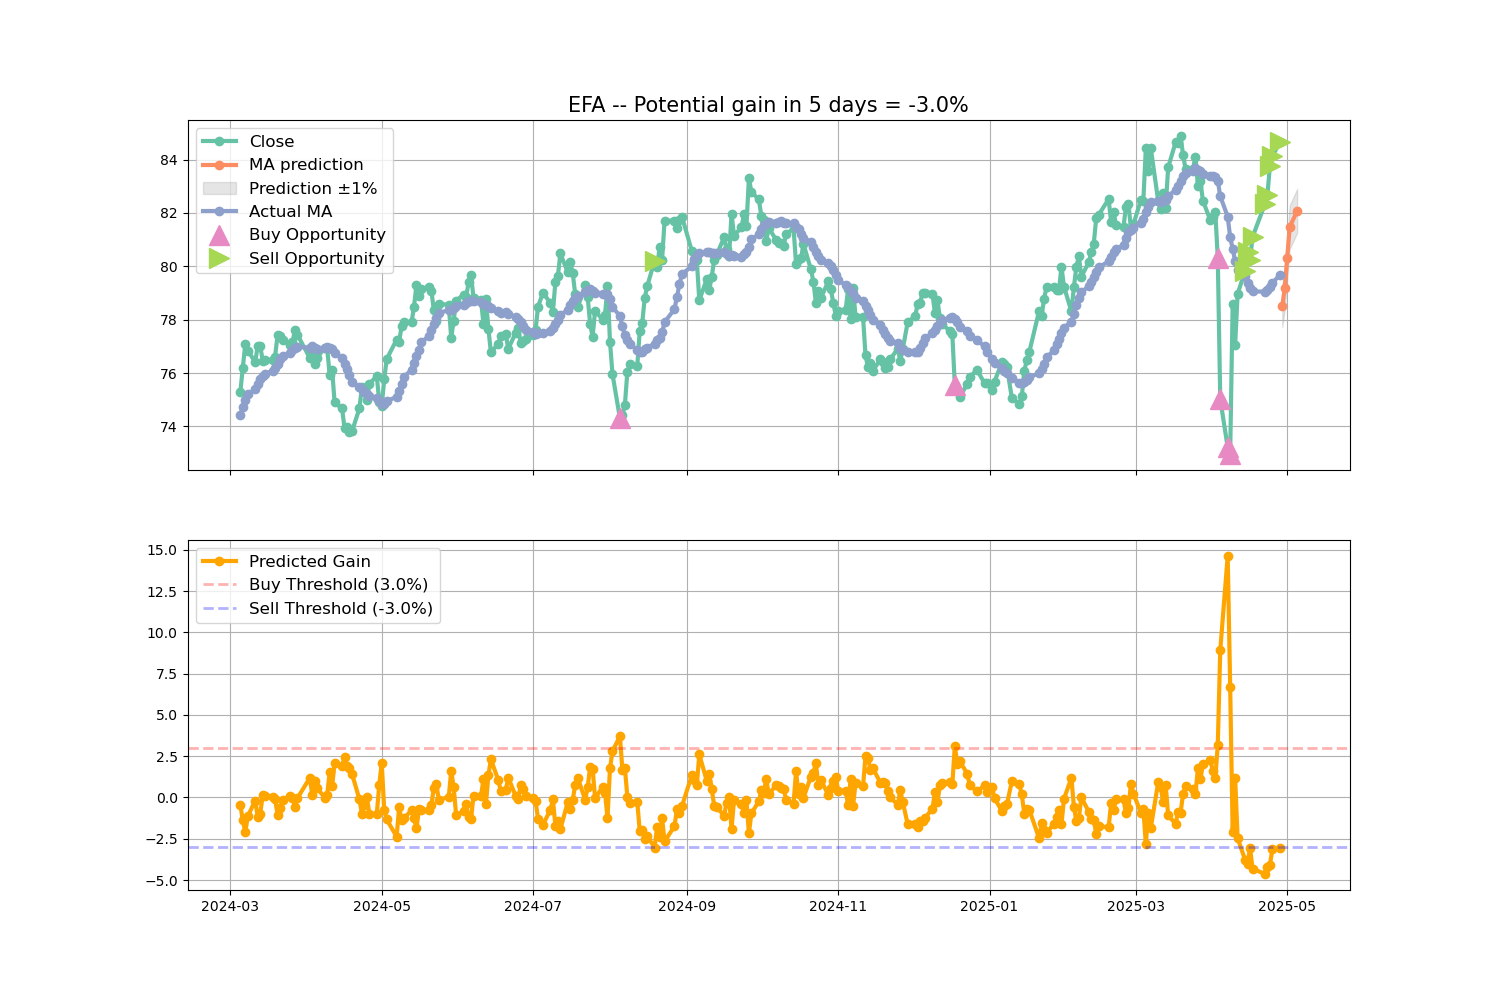 EFA -- Potential gain in 5 days = -3.0%
Close
MA prediction
Prediction ±1%
Actual MA
Buy Opportunity
Sell Opportunity
84
82
80
78
76
74
Predicted Gain
Buy Threshold (3.0%)
Sell Threshold (-3.0%)
15.0
12.5
10.0
7.5
5.0
2.5
0.0
−2.5
−5.0
2024-03 2024-05 2024-07 2024-09 2024-11 2025-01 2025-03 2025-05